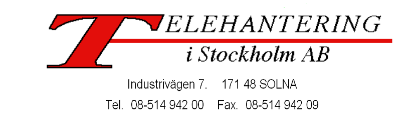 TELEHANTERING
i Stockholm AB
Industrivägen 7. 171 48 SOLNA
Tel. 08-514 942 00 Fax. 08-514 942 09